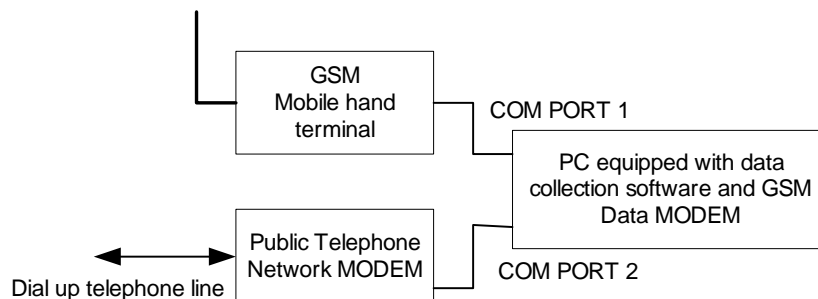 GSM
Mobile hand
terminal
COM PORT 1
PC equipped with data
collection software and GSM
Data MODEM
Public Telephone
Network MODEM
COM PORT 2
Dial up telephone line